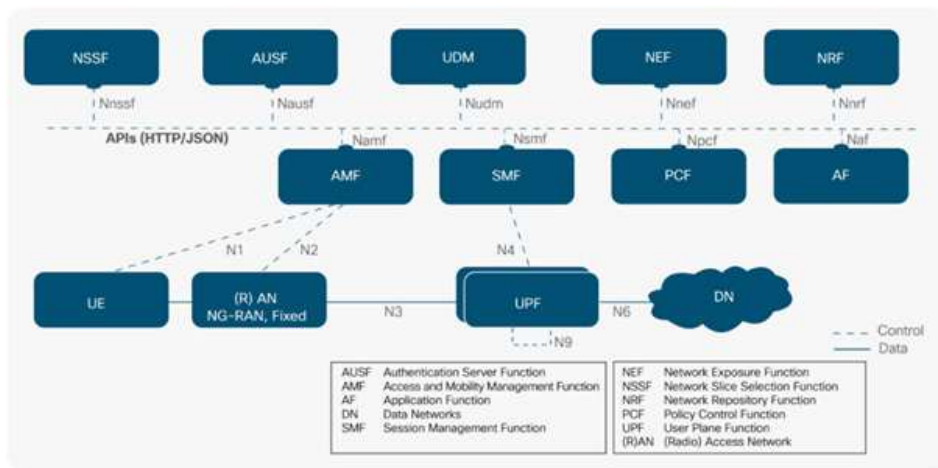 NSSF
AUSF
UDM
NEF
NRF
Nnssf
Nausf
Nudm
Nnef
Nnrf
APIs (HTTP/JSON)
Namf
Nsmf
Npcf
Naf
AMF
SMF
PCF
AF
N1
N2
N4
UE
(R) AN
NG-RAN, Fixed
N3
UPF
N6
DN
N9
Control
Data
AUSF Authentication Server Function
AMF Access and Mobility Management Function
AF Application Function
DN Data Networks
SMF Session Management Function
NEF Network Exposure Function
NSSF Network Slice Selection Function
NRF Network Repository Function
PCF Policy Control Function
UPF User Plane Function
(R)AN (Radio) Access Network